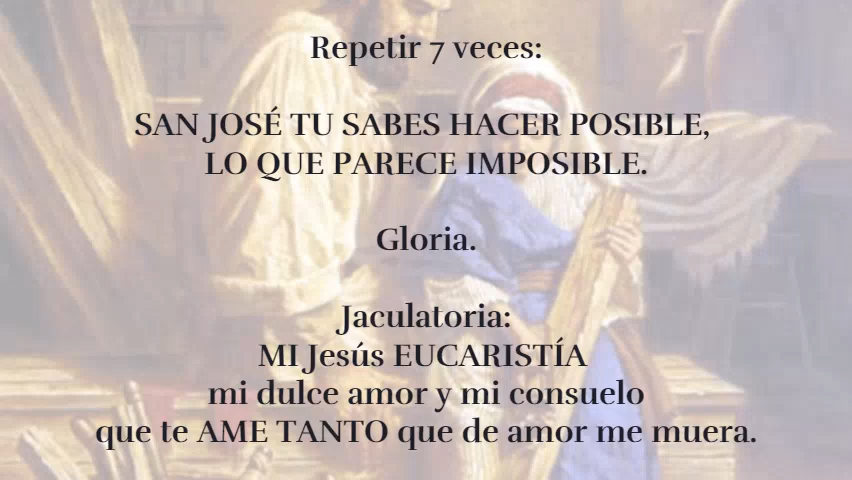 Repetir 7 veces:
SAN JOSÉ TU SABES HACER POSIBLE,
LO QUE PARECE IMPOSIBLE.
Gloria.
Jaculatoria:
MI Jesús EUCARISTÍA
mi dulce amor y mi consuelo
que te AME TANTO que de amor me muera.